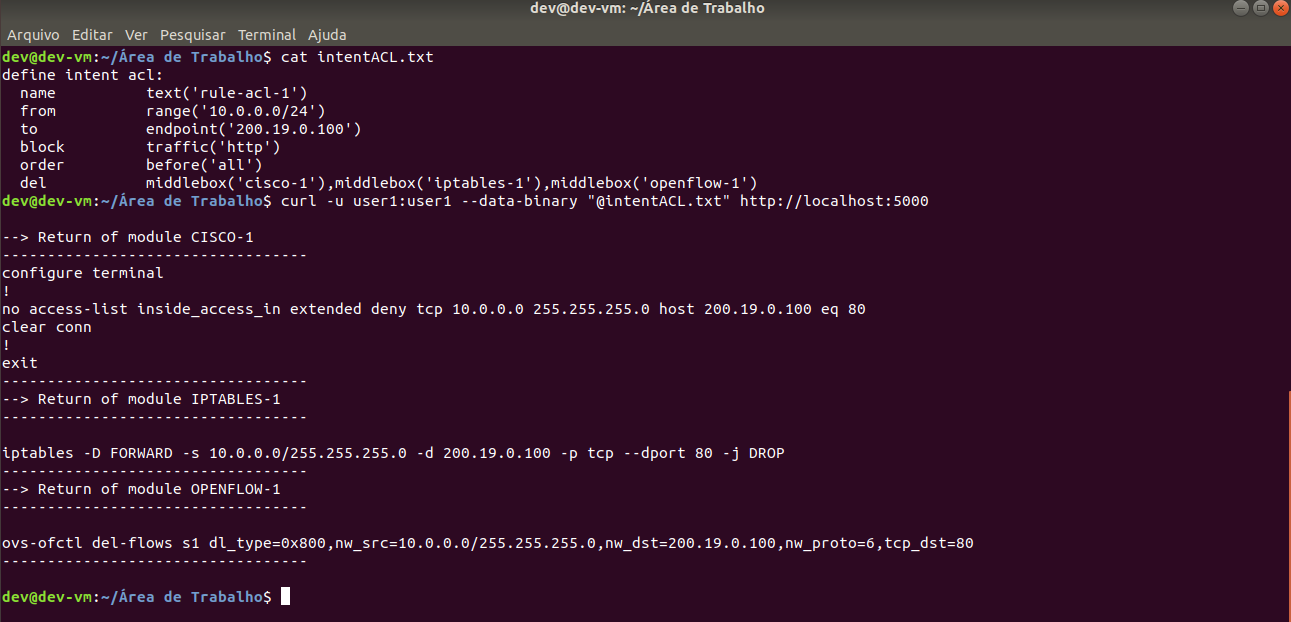 dev@dev-vm: ~/Área de Trabalho
Arquivo Editar Ver Pesquisar Terminal Ajuda
dev@dev-vm:~/Área de Trabalho$ cat intentACL.txt
define intent acl:
  name          text('rule-acl-1')
  from          range('10.0.0.0/24')
  to            endpoint('200.19.0.100')
  block         traffic('http')
  order         before('all')
  del           middlebox('cisco-1'),middlebox('iptables-1'),middlebox('openflow-1')
dev@dev-vm:~/Área de Trabalho$ curl -u user1:user1 --data-binary "@intentACL.txt" http://localhost:5000
--> Return of module CISCO-1
----------------------------------
configure terminal
!
no access-list inside_access_in extended deny tcp 10.0.0.0 255.255.255.0 host 200.19.0.100 eq 80
clear conn
!
exit
----------------------------------
--> Return of module IPTABLES-1
----------------------------------
iptables -D FORWARD -s 10.0.0.0/255.255.255.0 -d 200.19.0.100 -p tcp --dport 80 -j DROP
----------------------------------
--> Return of module OPENFLOW-1
----------------------------------
ovs-ofctl del-flows s1 dl_type=0x800,nw_src=10.0.0.0/255.255.255.0,nw_dst=200.19.0.100,nw_proto=6,tcp_dst=80
----------------------------------
dev@dev-vm:~/Área de Trabalho$